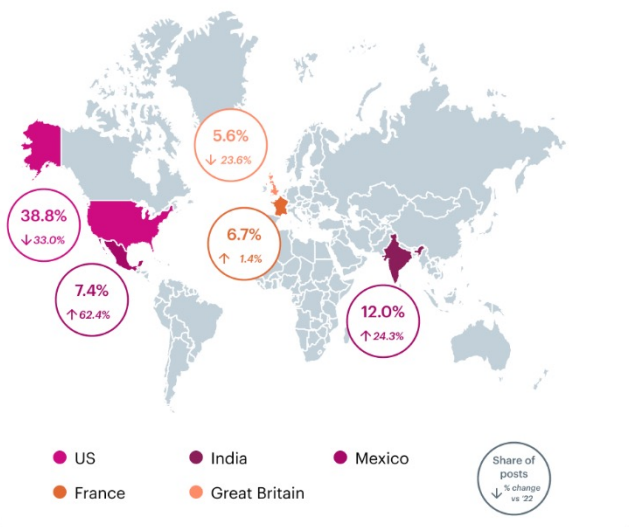 5.6%
↓ 23.6%
38.8%
↓ 33.0%
6.7%
↑ 1.4%
7.4%
↑ 62.4%
12.0%
↑ 24.3%
US
India
Mexico
France
Great Britain
Share of
posts
↓ % change
vs '22